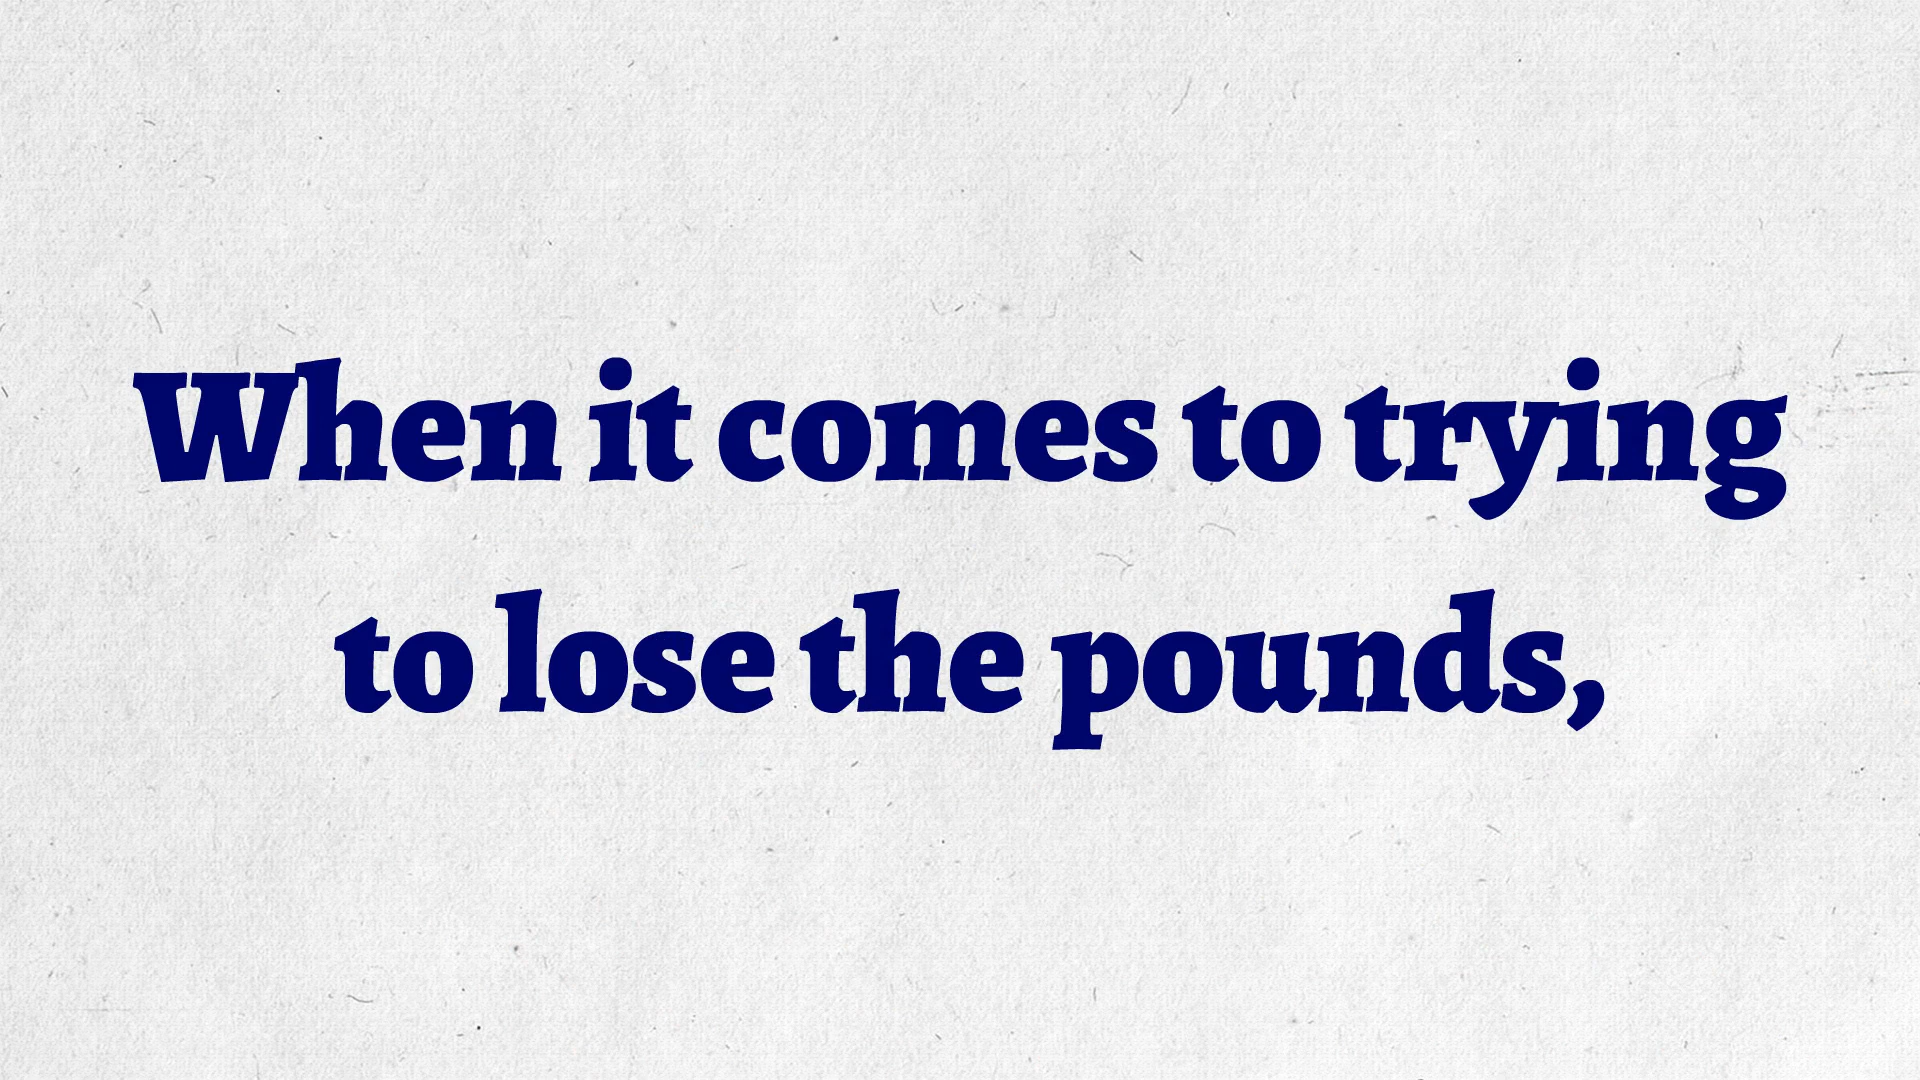 When it comes to trying
to lose the pounds,